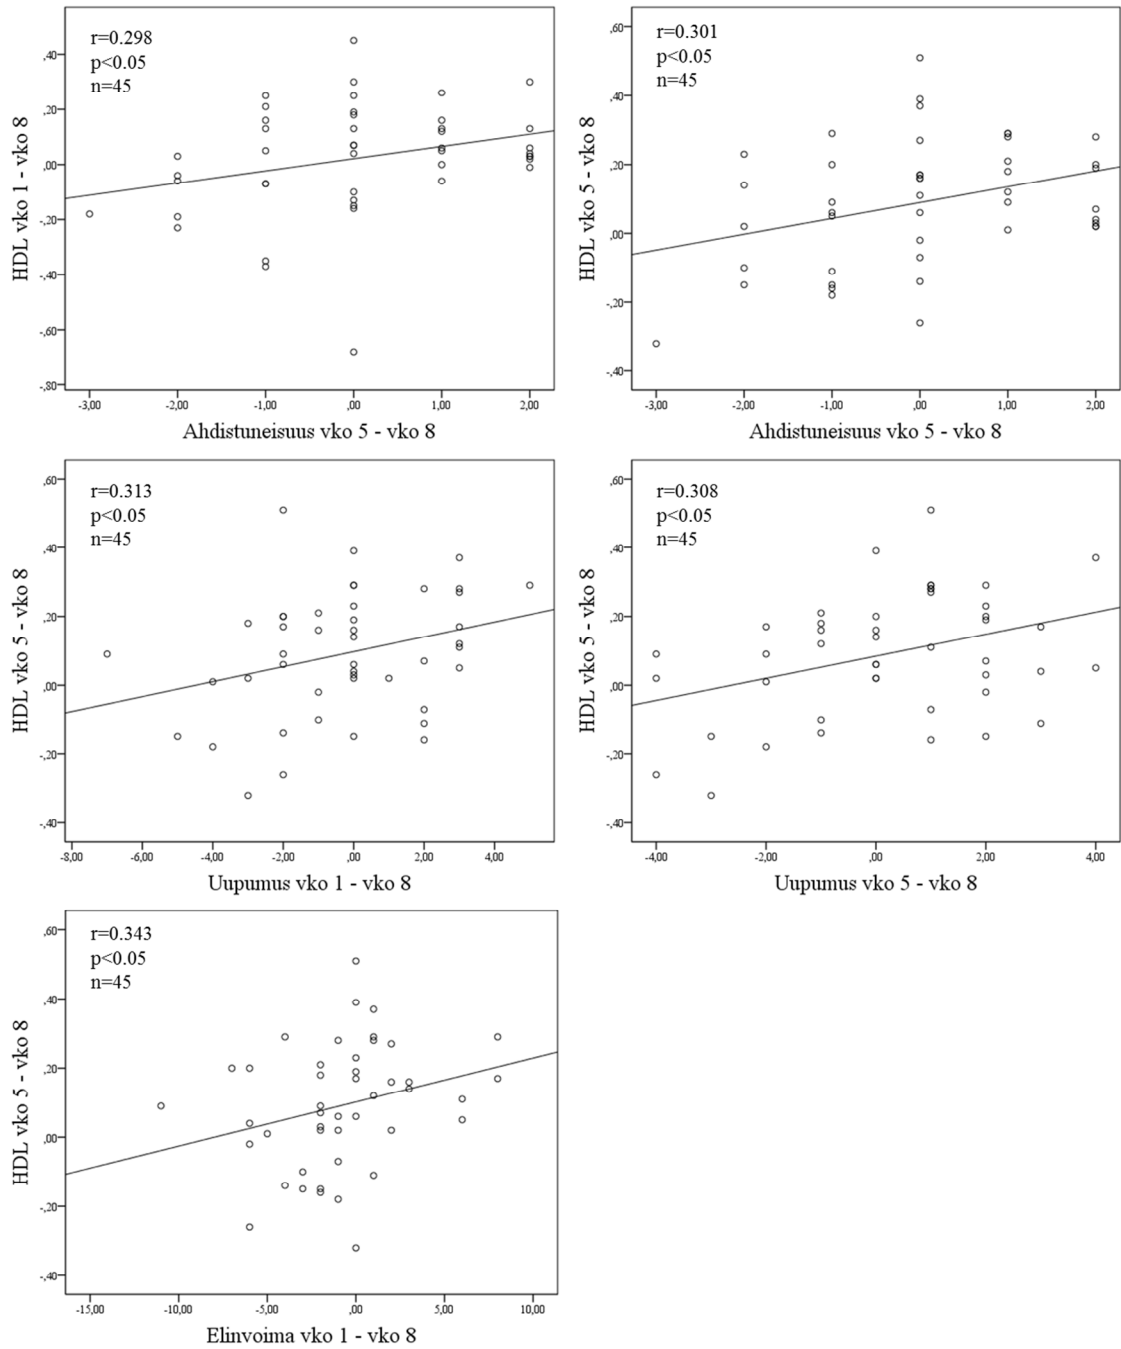 r=0.298
p<0.05
n=45
HDL vko 1 - vko 8
,40
,20
,00
-,20
-,40
-,60
-,80
-3,00 -2,00 -1,00 ,00 1,00 2,00
Ahdistuneisuus vko 5 - vko 8
r=0.301
p<0.05
n=45
HDL vko 5 - vko 8
,60
,40
,20
,00
-,20
-,40
-3,00 -2,00 -1,00 ,00 1,00 2,00
Ahdistuneisuus vko 5 - vko 8
r=0.313
p<0.05
n=45
HDL vko 5 - vko 8
,60
,40
,20
,00
-,20
-,40
-8,00 -6,00 -4,00 -2,00 ,00 2,00 4,00
Uupumus vko 1 - vko 8
r=0.308
p<0.05
n=45
HDL vko 5 - vko 8
,60
,40
,20
,00
-,20
-,40
-4,00 -2,00 ,00 2,00 4,00
Uupumus vko 5 - vko 8
r=0.343
p<0.05
n=45
HDL vko 5 - vko 8
,60
,40
,20
,00
-,20
-,40
-15,00 -10,00 -5,00 ,00 5,00 10,00
Elinvoima vko 1 - vko 8